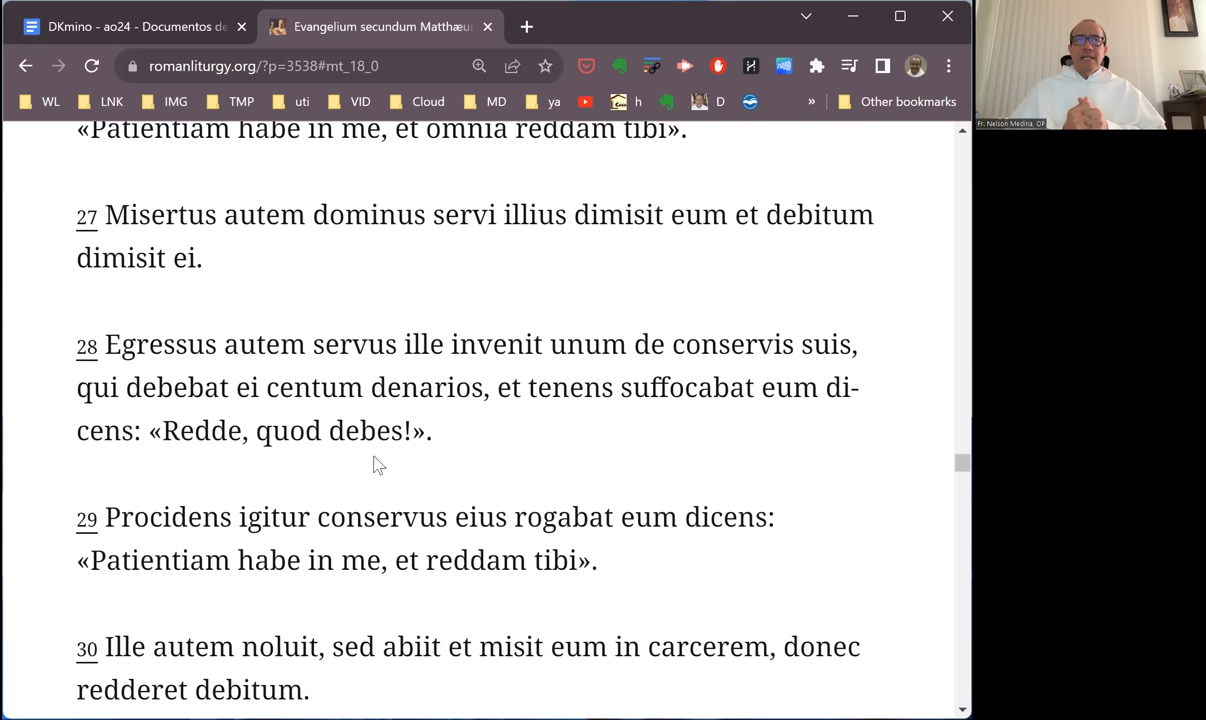 DKmino - ao24 - Documentos de
Evangelium secundum Matthæu
romanliturgy.org/?p=3538#mt_18_0
WL LNK IMG TMP uti VID Cloud MD ya h D » Other bookmarks
Fr. Nelson Medina, OP
«Patientiam habe in me, et omnia reddam tibi».
27 Misertus autem dominus servi illius dimisit eum et debitum
dimisit ei.
28 Egressus autem servus ille invenit unum de conservis suis,
qui debebat ei centum denarios, et tenens suffocabat eum di-
cens: «Redde, quod debes!».
29 Procidens igitur conservus eius rogabat eum dicens:
«Patientiam habe in me, et reddam tibi».
30 Ille autem noluit, sed abiit et misit eum in carcerem, donec
redderet debitum.